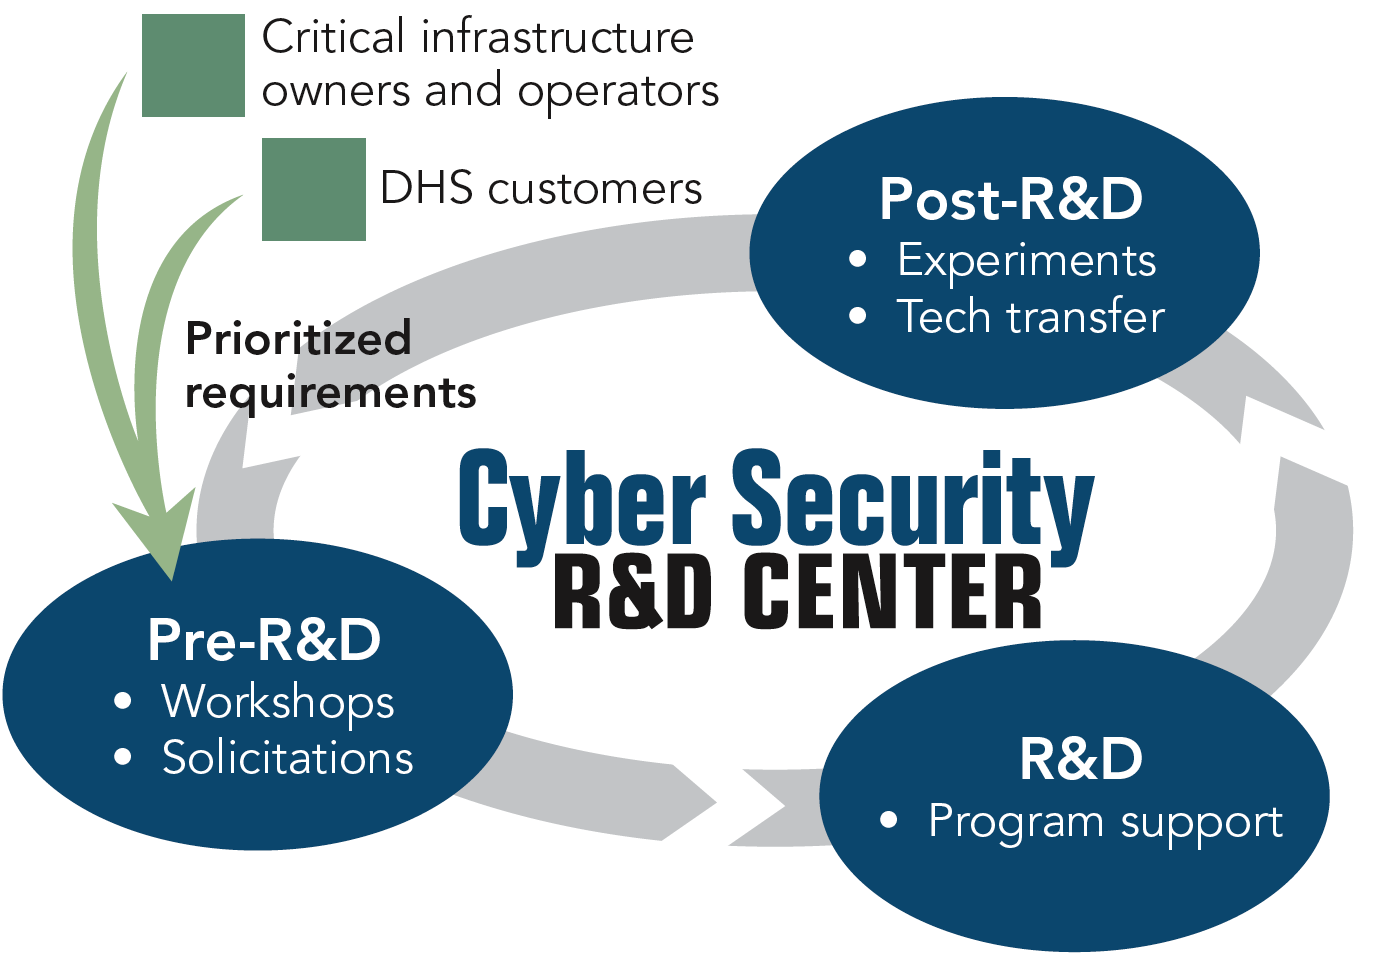 Critical infrastructure
owners and operators
DHS customers
Prioritized
requirements
Post-R&D
• Experiments
• Tech transfer
Cyber Security
R&D CENTER
Pre-R&D
• Workshops
• Solicitations
R&D
• Program support